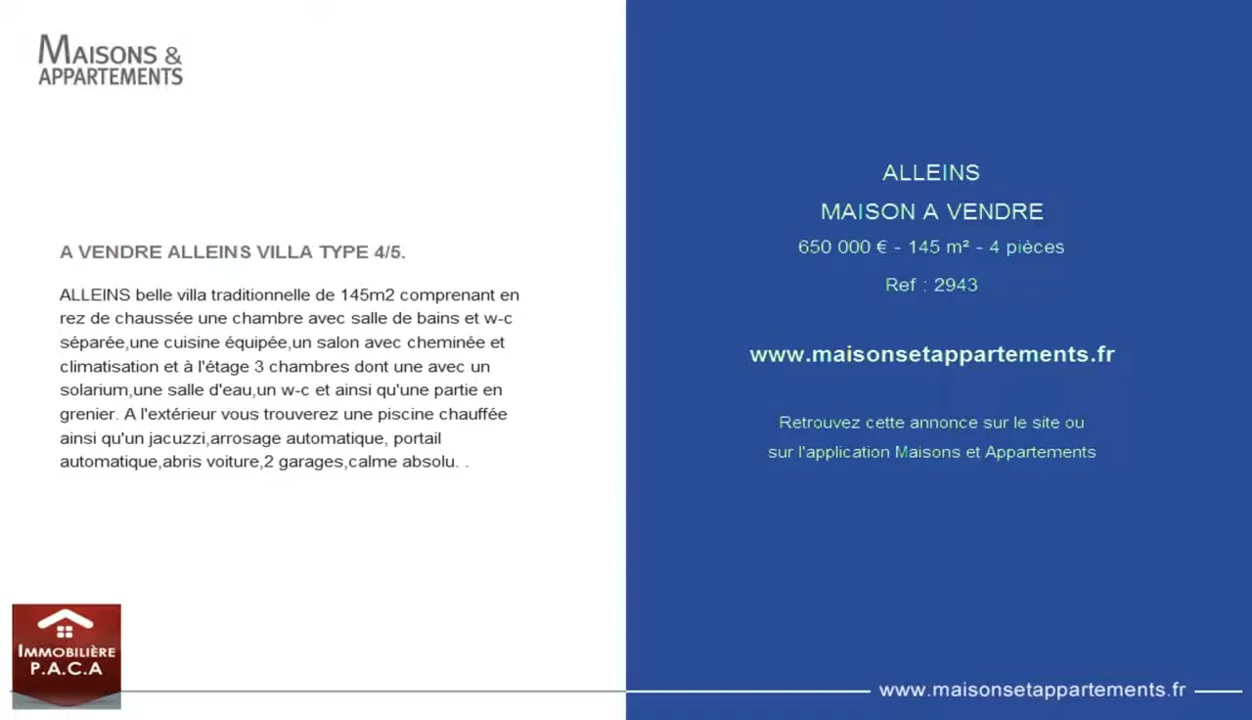 MAISONS &
APPARTEMENTS
A VENDRE ALLEINS VILLA TYPE 4/5.
ALLEINS belle villa traditionnelle de 145m2 comprenant en
rez de chaussée une chambre avec salle de bains et w-c
séparée,une cuisine équipée,un salon avec cheminée et
climatisation et à l'étage 3 chambres dont une avec un
solarium,une salle d'eau,un w-c et ainsi qu'une partie en
grenier. A l'extérieur vous trouverez une piscine chauffée
ainsi qu'un jacuzzi,arrosage automatique, portail
automatique,abris voiture,2 garages,calme absolu. .
IMMOBILIÈRE
P.A.C.A
ALLEINS
MAISON A VENDRE
650 000 € - 145 m² - 4 pièces
Ref : 2943
www.maisonsetappartements.fr
Retrouvez cette annonce sur le site ou
sur l'application Maisons et Appartements
www.maisonsetappartements.fr